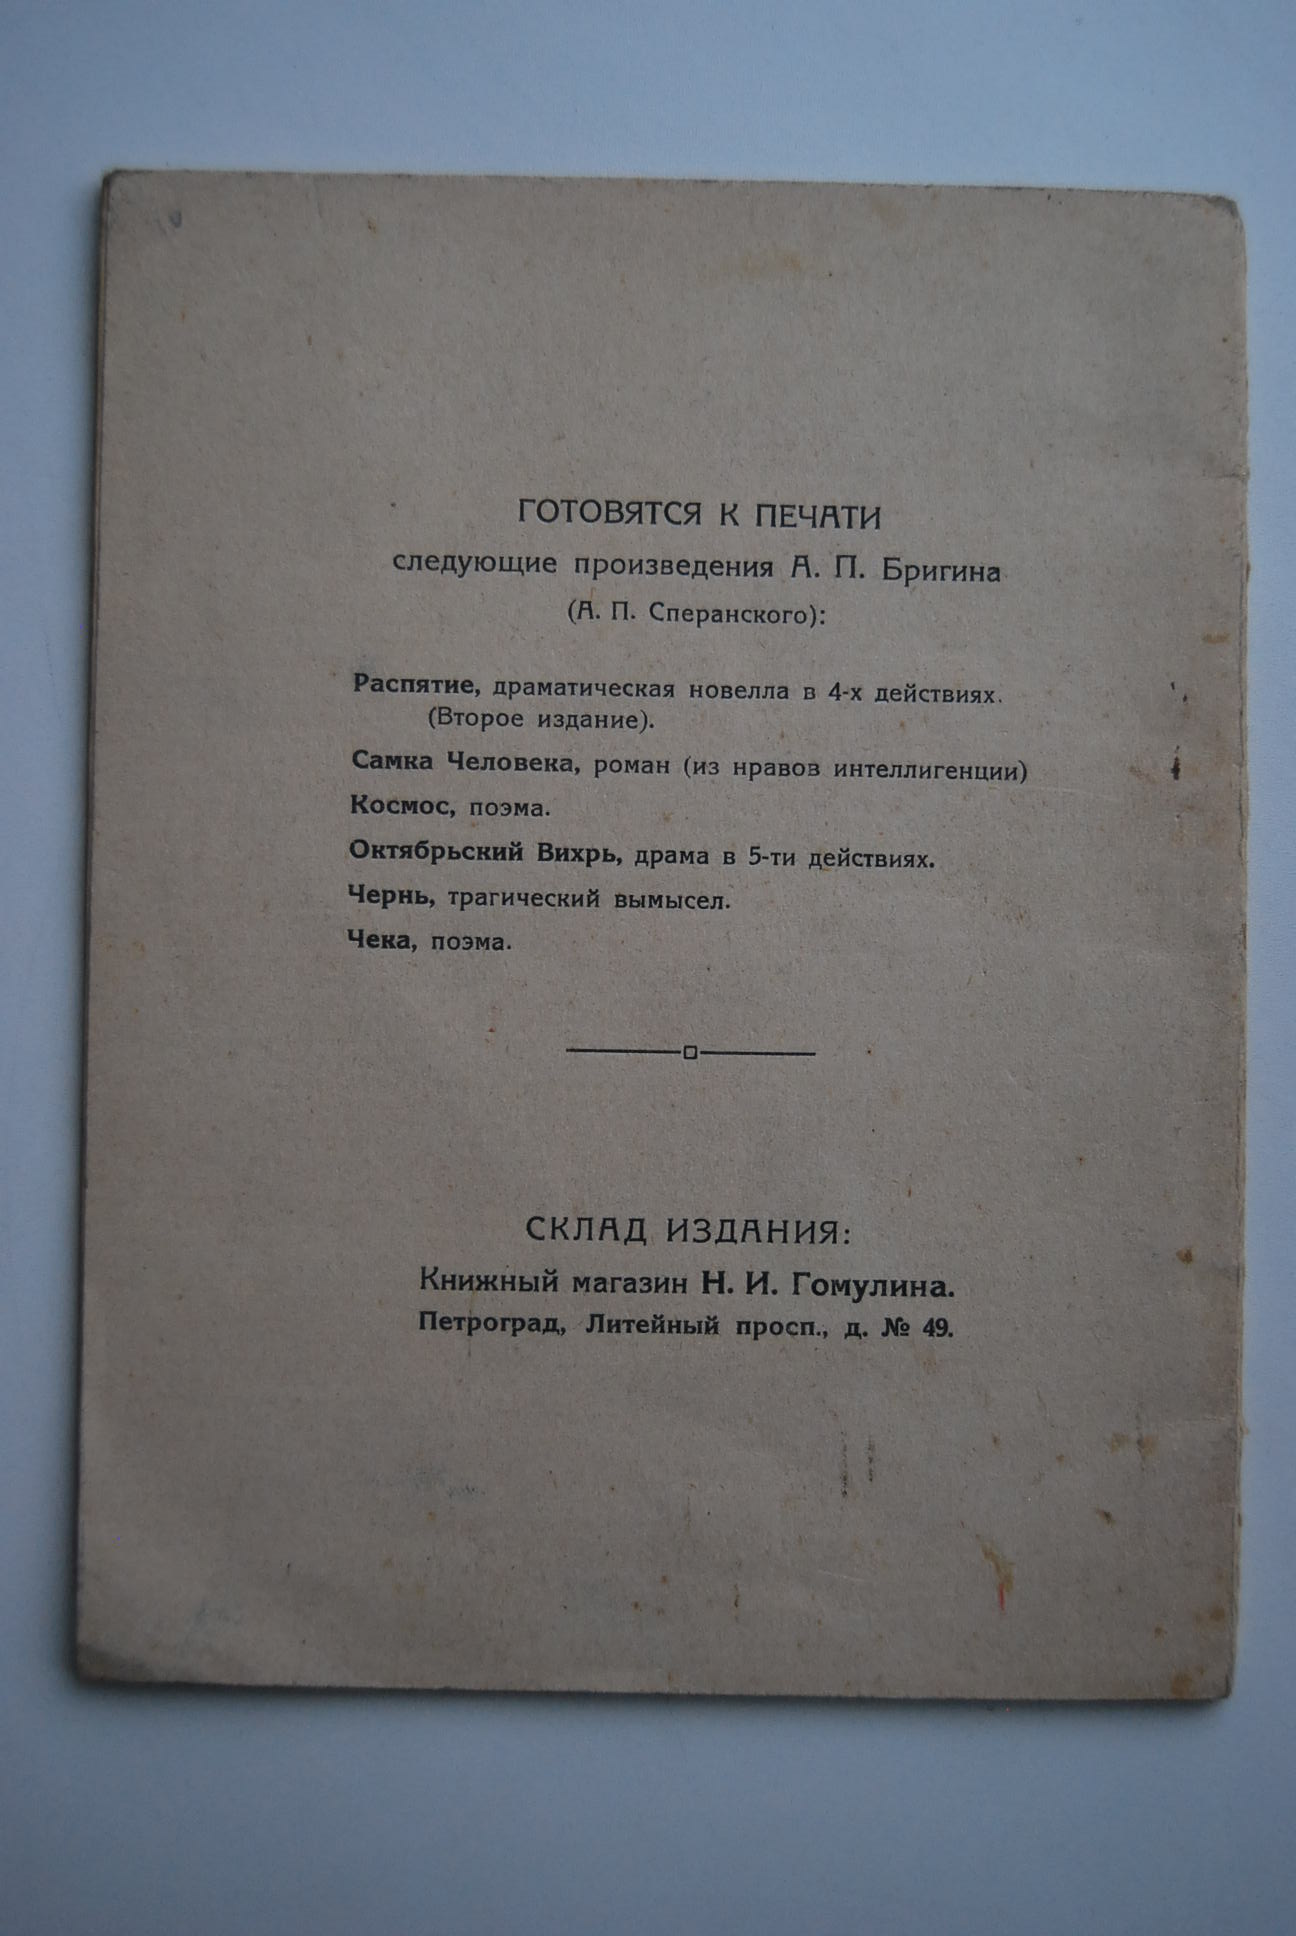 ГОТОВЯТСЯ К ПЕЧАТИ
следующие произведения А. П. Бригина
(А. П. Сперанского):
Распятие, драматическая новелла в 4-х действиях.
(Второе издание).
Самка Человека, роман (из нравов интеллигенции)
Космос, поэма.
Октябрьский Вихрь, драма в 5-ти действиях.
Чернь, трагический вымысел.
Чека, поэма.
СКЛАД ИЗДАНИЯ:
Книжный магазин Н. И. Гомулина.
Петроград, Литейный просп., д. № 49.